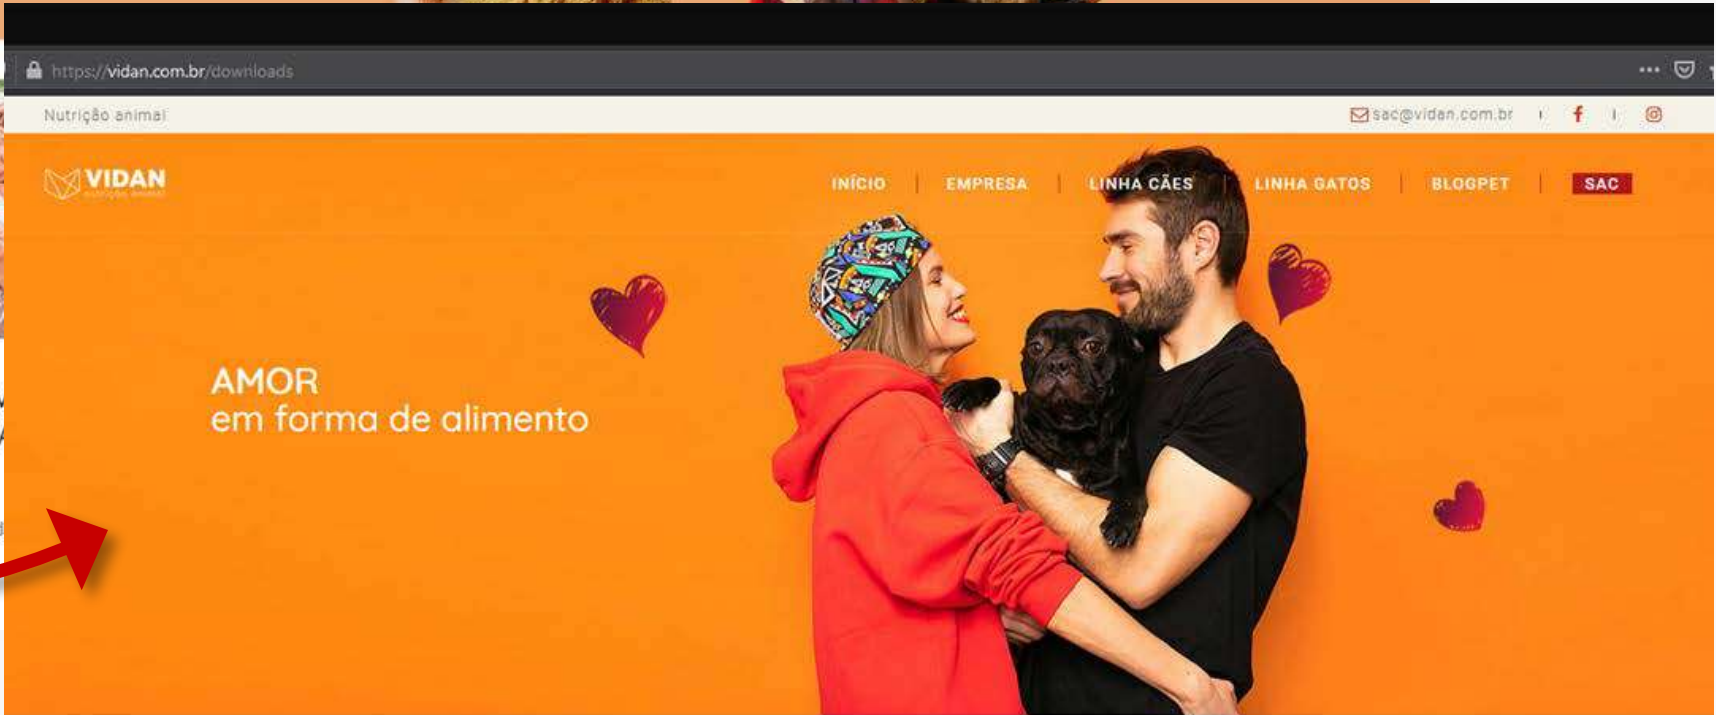 https://vidan.com.br/downloads
Nutrição animal
sac@vidan.com.br
VIDAN
INÍCIO
EMPRESA
LINHA CÃES
LINHA GATOS
BLOGPET
SAC
AMOR
em forma de alimento